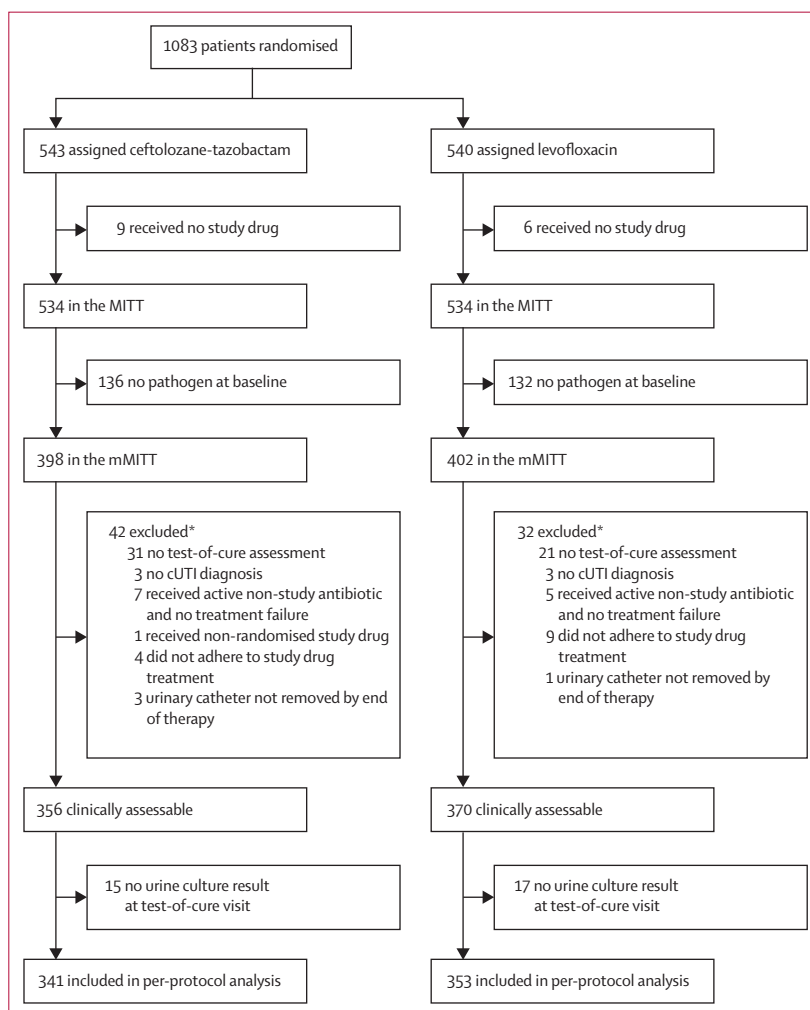 1083 patients randomised
543 assigned ceftolozane-tazobactam
540 assigned levofloxacin
9 received no study drug
6 received no study drug
534 in the MITT
534 in the MITT
136 no pathogen at baseline
132 no pathogen at baseline
398 in the mMITT
402 in the mMITT
42 excluded*
31 no test-of-cure assessment
3 no cUTI diagnosis
7 received active non-study antibiotic
and no treatment failure
1 received non-randomised study drug
4 did not adhere to study drug
treatment
3 urinary catheter not removed by end
of therapy
32 excluded*
21 no test-of-cure assessment
3 no cUTI diagnosis
5 received active non-study antibiotic
and no treatment failure
9 did not adhere to study drug
treatment
1 urinary catheter not removed by
end of therapy
356 clinically assessable
370 clinically assessable
15 no urine culture result
at test-of-cure visit
17 no urine culture result
at test-of-cure visit
341 included in per-protocol analysis
353 included in per-protocol analysis